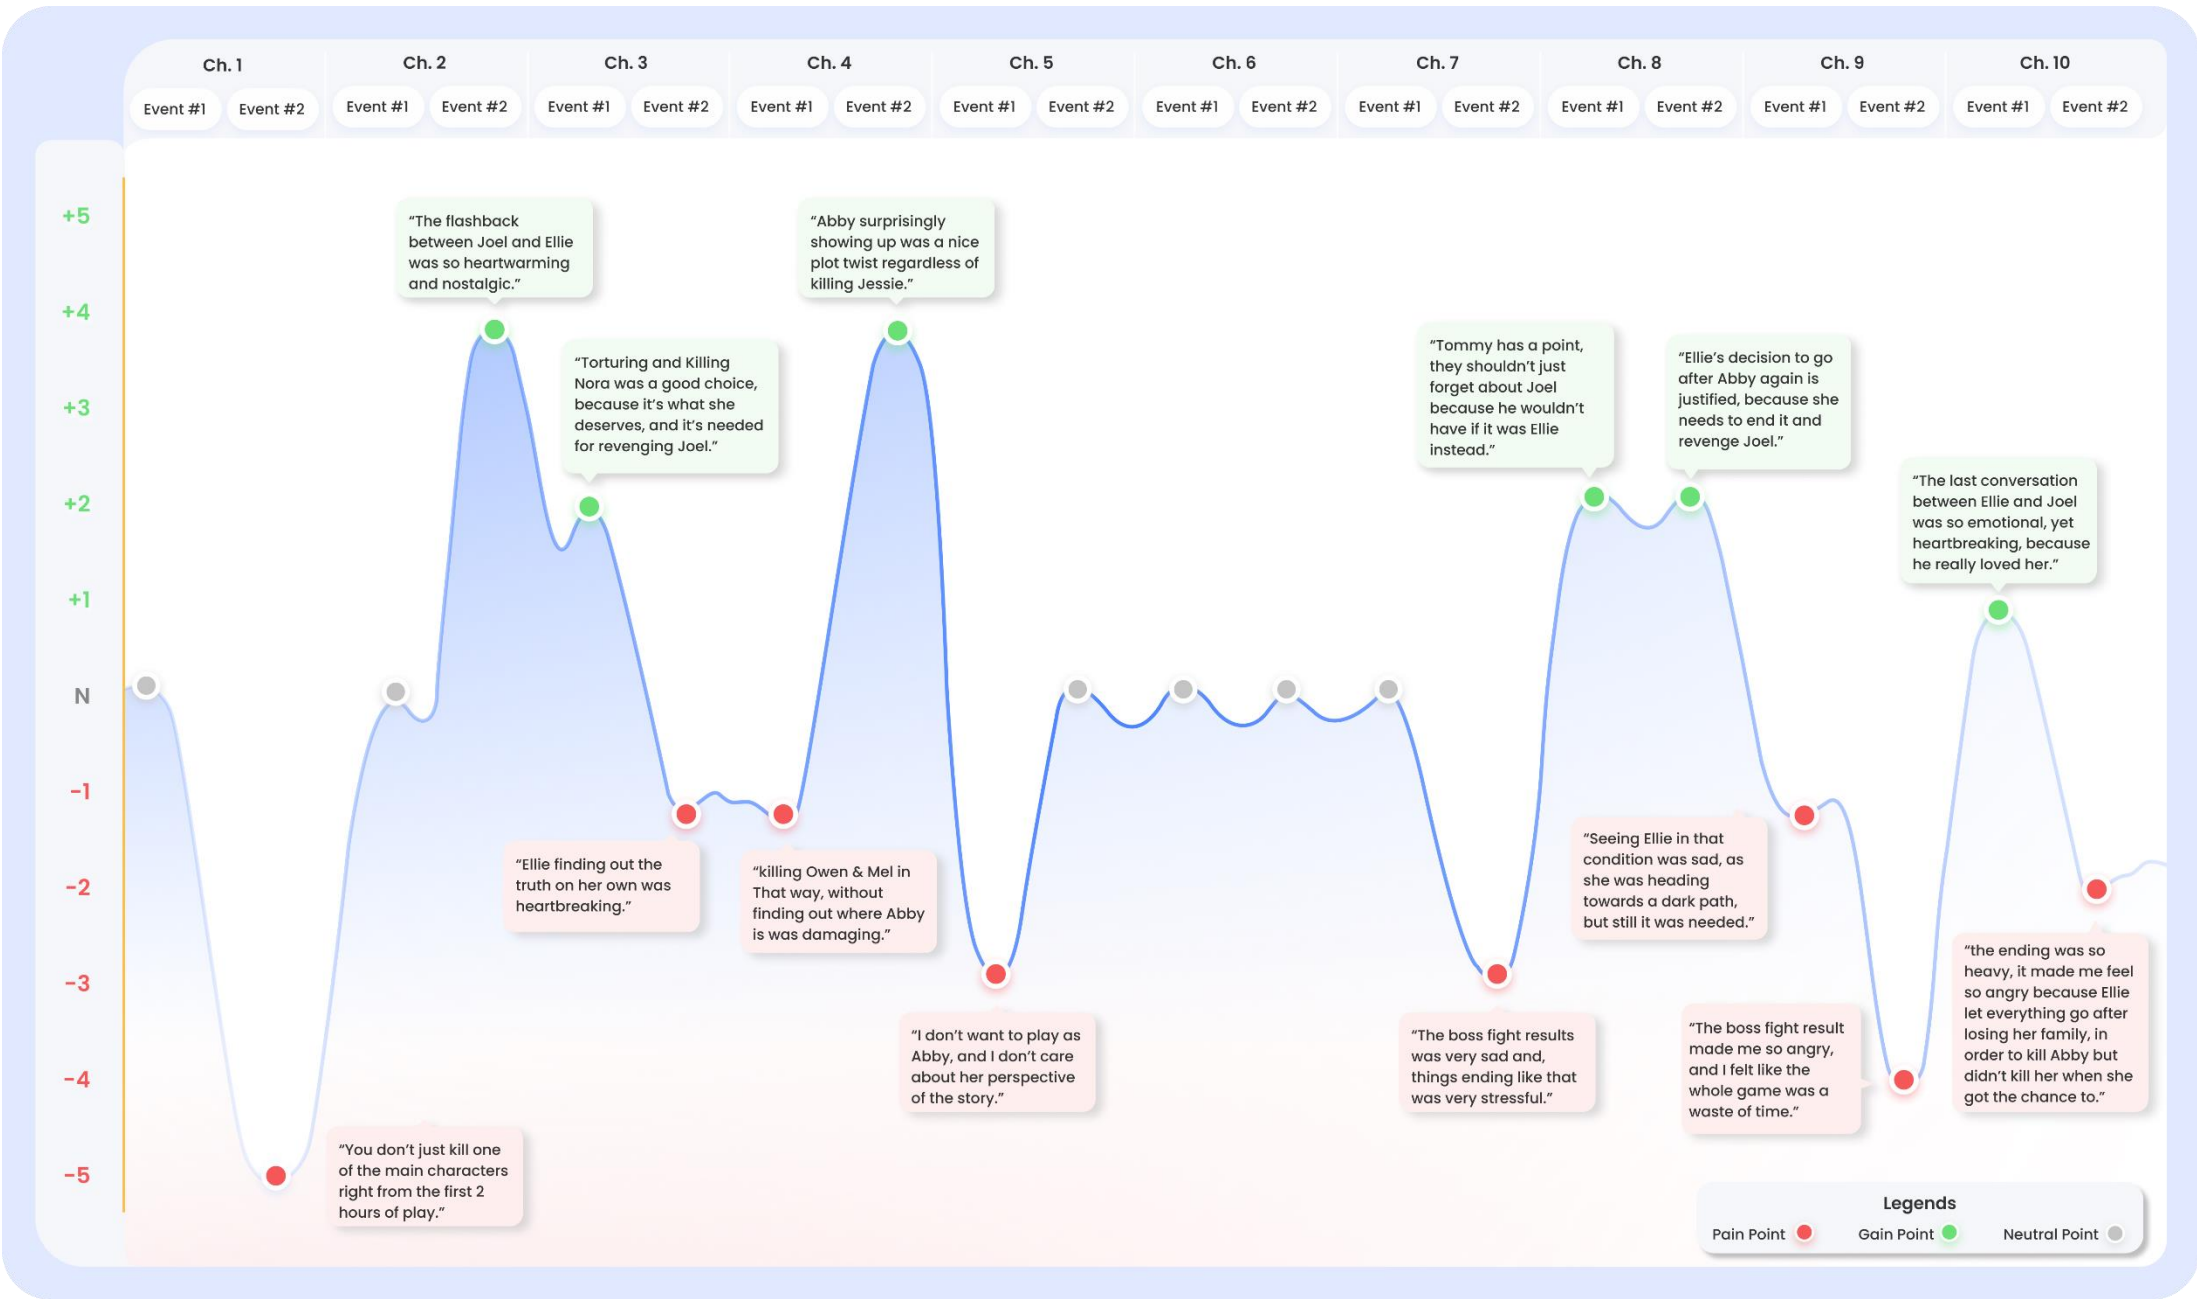 Ch. 1
Ch. 2
Ch. 3
Ch. 4
Ch. 5
Ch. 6
Ch. 7
Ch. 8
Ch. 9
Ch. 10
Event #1
Event #2
Event #1
Event #2
Event #1
Event #2
Event #1
Event #2
Event #1
Event #2
Event #1
Event #2
Event #1
Event #2
Event #1
Event #2
Event #1
Event #2
Event #1
Event #2
+5
+4
+3
+2
+1
N
-1
-2
-3
-4
-5
“The flashback
between Joel and Ellie
was so heartwarming
and nostalgic.”
“Torturing and Killing
Nora was a good choice,
because it’s what she
deserves, and it’s needed
for revenging Joel.”
“Abby surprisingly
showing up was a nice
plot twist regardless of
killing Jessie.”
“Tommy has a point,
they shouldn’t just
forget about Joel
because he wouldn’t
have if it was Ellie
instead.”
“Ellie’s decision to go
after Abby again is
justified, because she
needs to end it and
revenge Joel.”
“The last conversation
between Ellie and Joel
was so emotional, yet
heartbreaking, because
he really loved her.”
“You don’t just kill one
of the main characters
right from the first 2
hours of play.”
“Ellie finding out the
truth on her own was
heartbreaking.”
“killing Owen & Mel in
That way, without
finding out where Abby
is was damaging.”
“I don’t want to play as
Abby, and I don’t care
about her perspective
of the story.”
“The boss fight results
was very sad and,
things ending like that
was very stressful.”
“Seeing Ellie in that
condition was sad, as
she was heading
towards a dark path,
but still it was needed.”
“The boss fight result
made me so angry,
and I felt like the
whole game was a
waste of time.”
“the ending was so
heavy, it made me feel
so angry because Ellie
let everything go after
losing her family, in
order to kill Abby but
didn’t kill her when she
got the chance to.”
Legends
Pain Point
Gain Point
Neutral Point